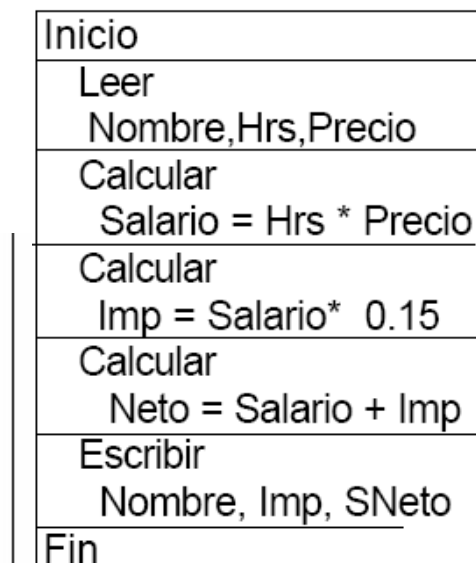 Inicio
Leer
Nombre,Hrs,Precio
Calcular
Salario = Hrs * Precio
Calcular
Imp = Salario* 0.15
Calcular
Neto = Salario + Imp
Escribir
Nombre, Imp, SNeto
Fin